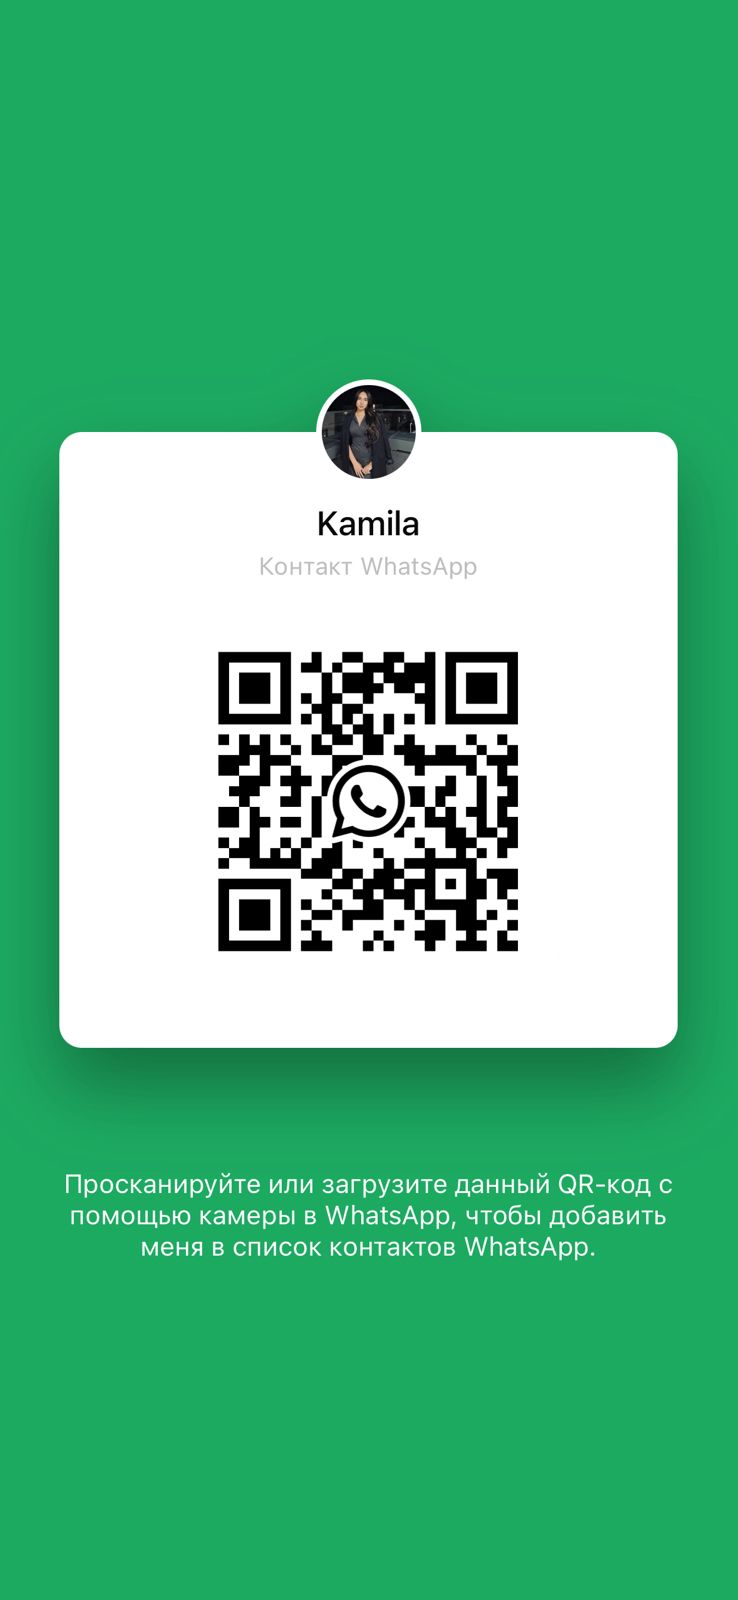 Kamila
Контакт WhatsApp
Просканируйте или загрузите данный QR-код с
помощью камеры в WhatsApp, чтобы добавить
меня в список контактов WhatsApp.